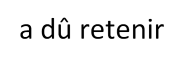 a dû retenir